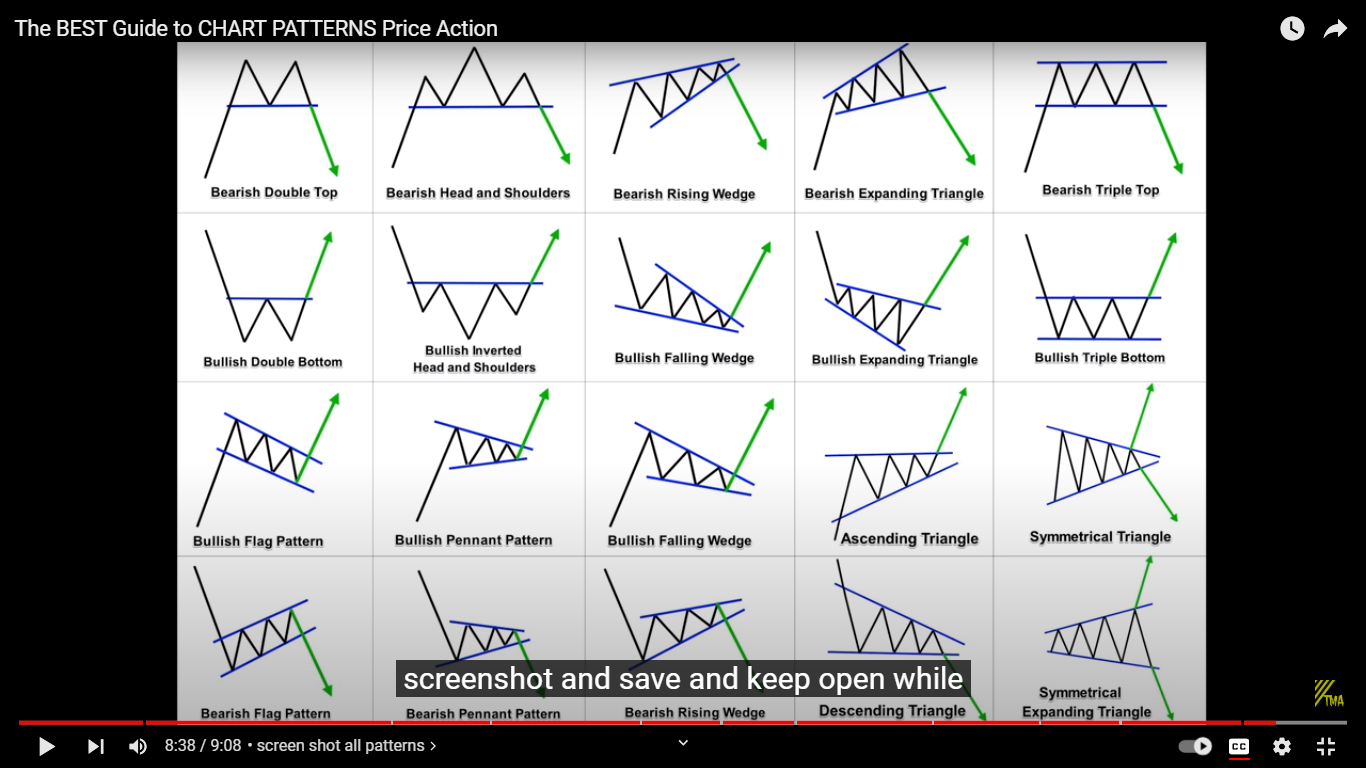 The BEST Guide to CHART PATTERNS Price Action
Bearish Double Top
Bearish Head and Shoulders
Bearish Rising Wedge
Bearish Expanding Triangle
Bearish Triple Top
Bullish Double Bottom
Bullish Inverted
Head and Shoulders
Bullish Falling Wedge
Bullish Expanding Triangle
Bullish Triple Bottom
Bullish Flag Pattern
Bullish Pennant Pattern
Bullish Falling Wedge
Ascending Triangle
Symmetrical Triangle
Bearish Flag Pattern
Bearish Pennant Pattern
Bearish Rising Wedge
Descending Triangle
Symmetrical
Expanding Triangle
screenshot and save and keep open while
TMA
8:38 / 9:08 • screen shot all patterns >
CC